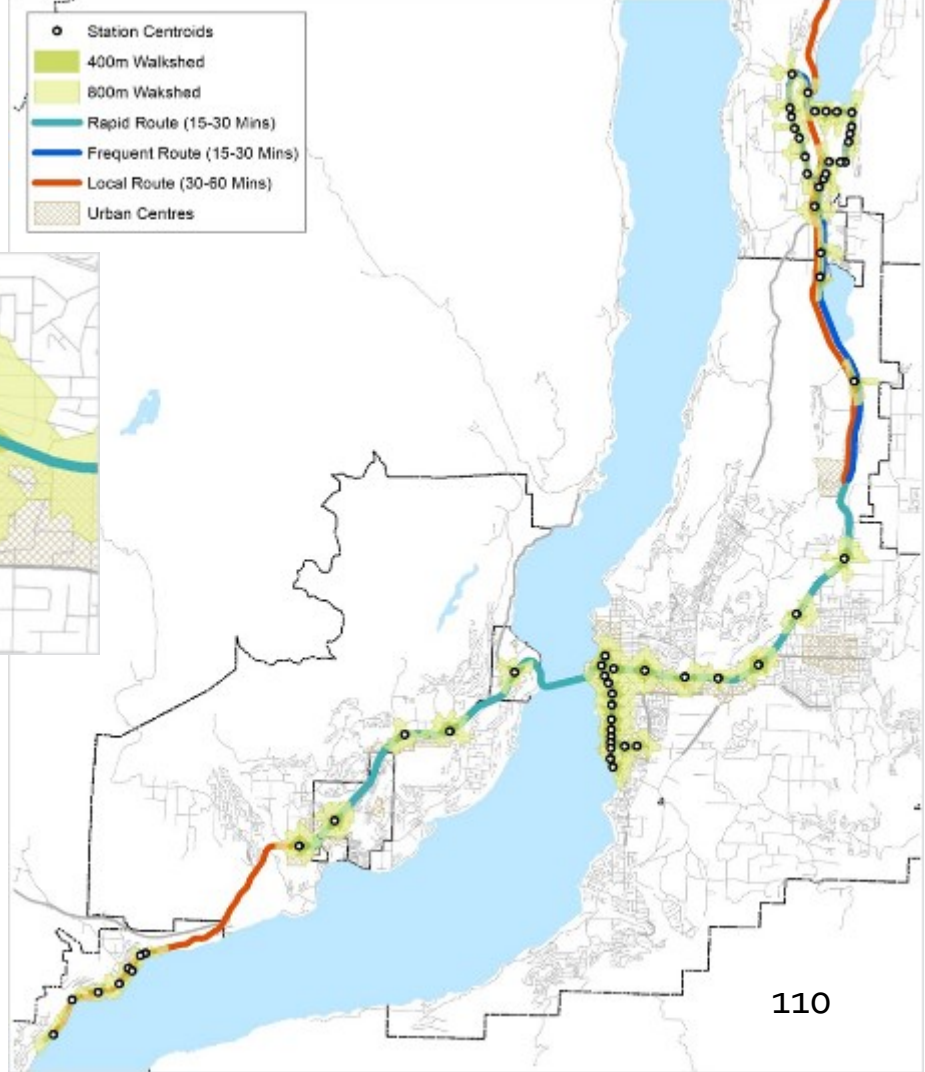 Station Centroids
400m Walkshed
800m Wakshed
Rapid Route (15-30 Mins)
Frequent Route (15-30 Mins)
Local Route (30-60 Mins)
Urban Centres
110